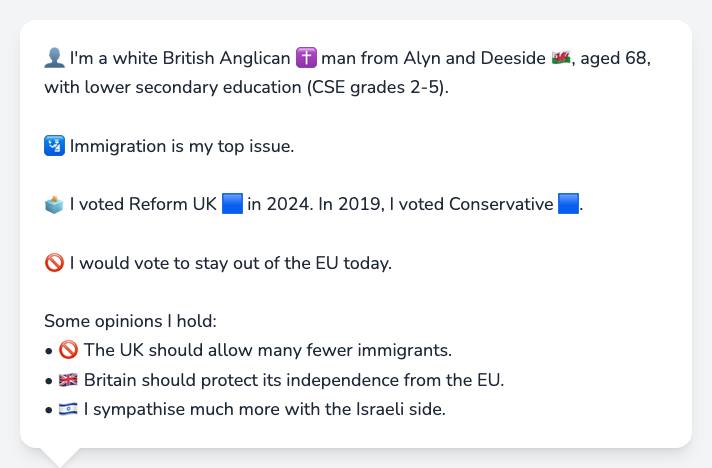 👤 I'm a white British Anglican ✝️ man from Alyn and Deeside 🏴󠁧󠁢󠁷󠁬󠁳󠁿, aged 68,
with lower secondary education (CSE grades 2-5).
🛂 Immigration is my top issue.
🗳️ I voted Reform UK 🟦 in 2024. In 2019, I voted Conservative 🟦.
🚫 I would vote to stay out of the EU today.
Some opinions I hold:
• 🚫 The UK should allow many fewer immigrants.
• 🇬🇧 Britain should protect its independence from the EU.
• 🇮🇱 I sympathise much more with the Israeli side.